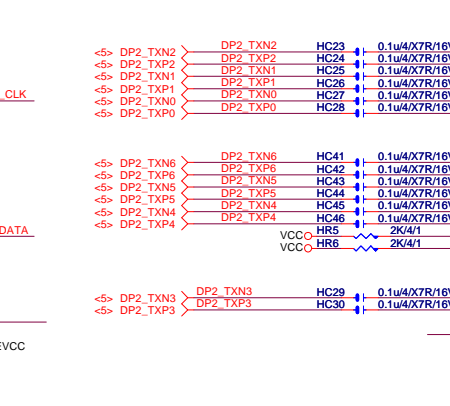 <5> DP2_TXN2 DP2_TXN2 HC23 0.1u/4/X7R/16V
<5> DP2_TXP2 DP2_TXP2 HC24 0.1u/4/X7R/16V
<5> DP2_TXN1 DP2_TXN1 HC25 0.1u/4/X7R/16V
<5> DP2_TXP1 DP2_TXP1 HC26 0.1u/4/X7R/16V
_CLK <5> DP2_TXN0 DP2_TXN0 HC27 0.1u/4/X7R/16V
<5> DP2_TXP0 DP2_TXP0 HC28 0.1u/4/X7R/16V
<5> DP2_TXN6 DP2_TXN6 HC41 0.1u/4/X7R/16V
<5> DP2_TXP6 DP2_TXP6 HC42 0.1u/4/X7R/16V
<5> DP2_TXN5 DP2_TXN5 HC43 0.1u/4/X7R/16V
<5> DP2_TXP5 DP2_TXP5 HC44 0.1u/4/X7R/16V
<5> DP2_TXN4 DP2_TXN4 HC45 0.1u/4/X7R/16V
<5> DP2_TXP4 DP2_TXP4 HC46 0.1u/4/X7R/16V
DATA VCC HR5 2K/4/1
VCC HR6 2K/4/1
<5> DP2_TXN3 DP2_TXN3 HC29 0.1u/4/X7R/16V
<5> DP2_TXP3 DP2_TXP3 HC30 0.1u/4/X7R/16V
EVCC